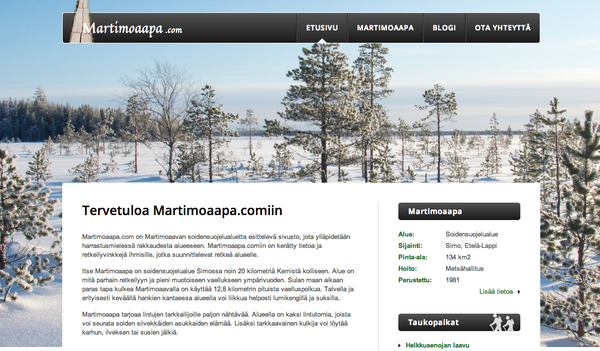 Martimoaapa .com
ETUSIVU MARTIMOAAPA BLOGI OTA YHTEYTTÄ
Tervetuloa Martimoaapa.comiin
Martimoaapa.com on Martimoaavan soidensuojelualuetta esittelevä sivusto, jota ylläpidetään
harrastusmielessä rakkaudesta alueeseen. Martimoaapa.comiin on kerätty tietoa ja
retkeilyvinkkejä ihmisille, jotka suunnittelevat retkeä alueelle.
Itse Martimoaapa on soidensuojelualue Simossa noin 20 kilometriä Kemistä koilliseen. Alue on
mitä parhain retkeilyyn ja pieni muotoiseen vaellukseen ympärivuoden. Sulan maan aikaan
paras tapa kulkea Martimoaavalla on käyttää 12,8 kilometrin pituista vaelluspolkua. Talvella ja
erityisesti keväällä hankien kantaessa alueella voi liikkua helposti lumikengillä ja suksilla.
Martimoaapa tarjoaa lintujen tarkkailijoille paljon nähtävää. Alueella on kaksi lintutornia, joista
voi seurata soiden siivekkäiden asukkaiden elämää. Lisäksi tarkkaavainen kulkija voi löytää
karhun, ilveksen tai susien jälkiä.
Martimoaapa
Alue: Soidensuojelualue
Sijainti: Simo, Etelä-Lappi
Pinta-ala: 134 km2
Hoito: Metsähallitus
Perustettu: 1981
Lisää tietoa
Taukopaikat
Heikkusenojan laavu